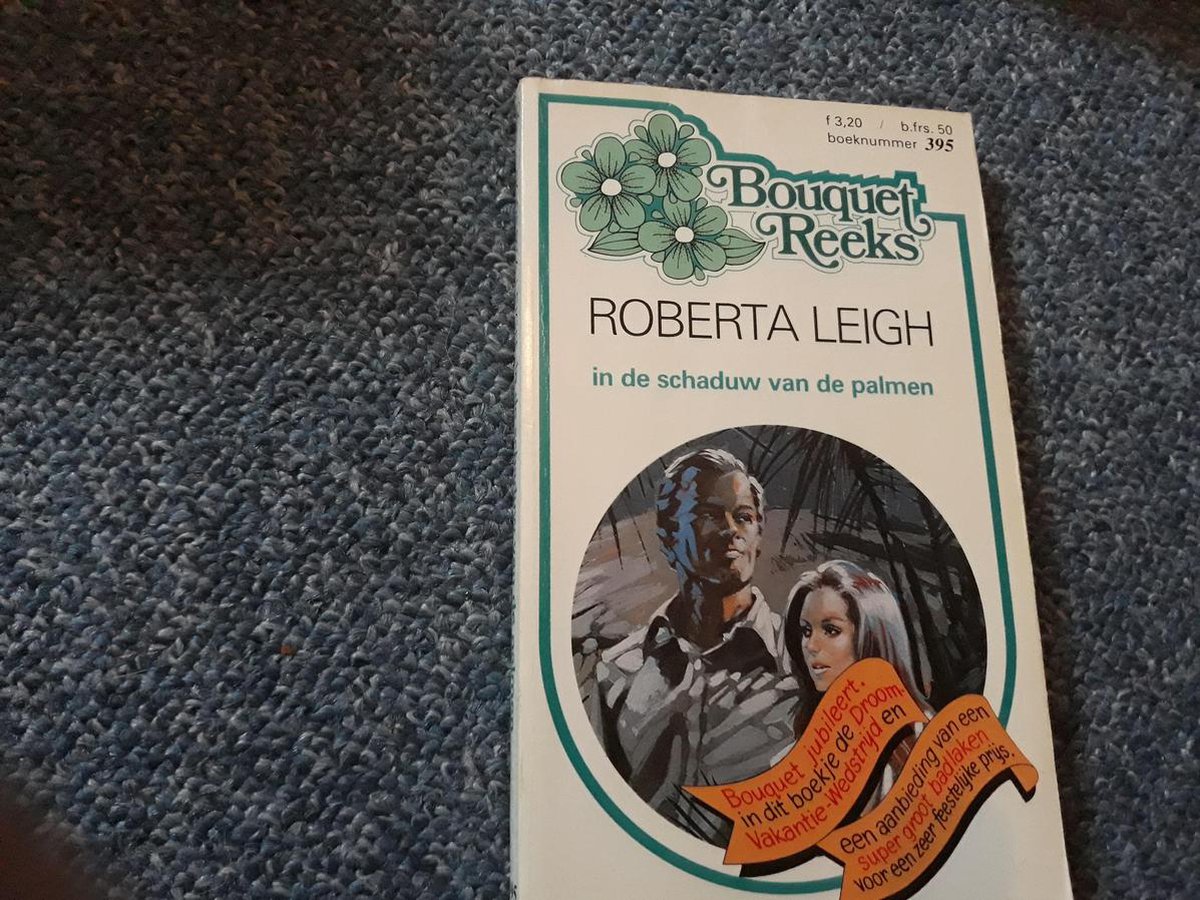 f 3,20 / b.frs. 50
boeknummer 395
Bouquet
Reeks
ROBERTA LEIGH
in de schaduw van de palmen
Bouquet jubileert.
in dit boekje de Droom-
Vakantie-Wedstrijd en
een aanbieding van een
super groot badlaken
voor een zeer feestelijke prijs.